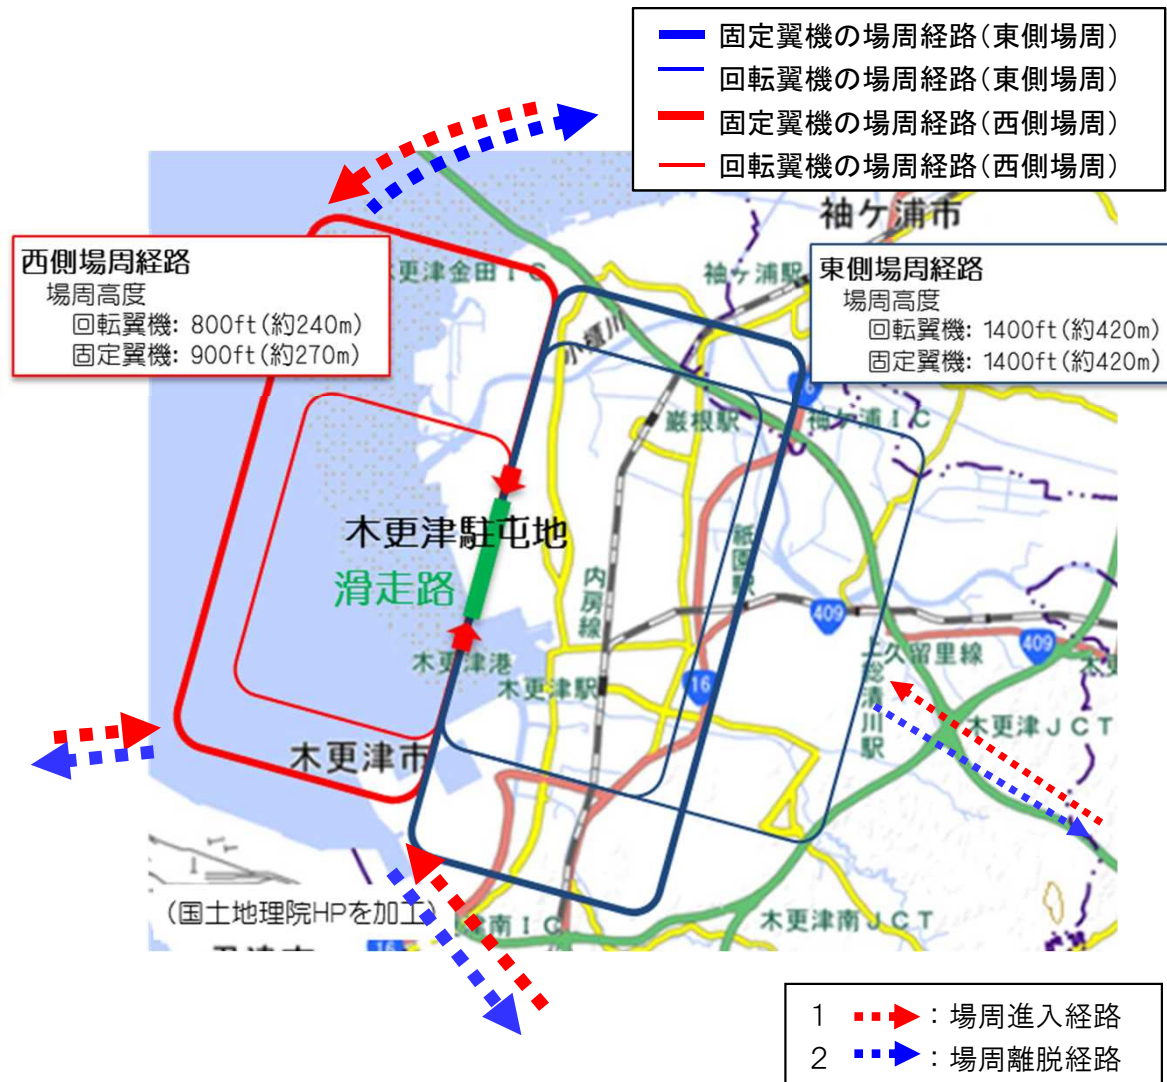 固定翼機の場周経路(東側場周)
回転翼機の場周経路(東側場周)
固定翼機の場周経路(西側場周)
回転翼機の場周経路(西側場周)
袖ケ浦市
西側場周経路
場周高度
回転翼機: 800ft(約240m)
固定翼機: 900ft(約270m)
木更津金田IC
袖ヶ浦駅
東側場周経路
場周高度
回転翼機: 1400ft(約420m)
固定翼機: 1400ft(約420m)
小櫃川
巌根駅
袖ケ浦IC
木更津駐屯地
滑走路
内房線
祇園駅
409
409
木更津港
木更津駅
16
久留里線
上総清川駅
木更津JCT
木更津市
(国土地理院HPを加工)
津南IC
木更津南JCT
16
1 :場周進入経路
2 :場周離脱経路